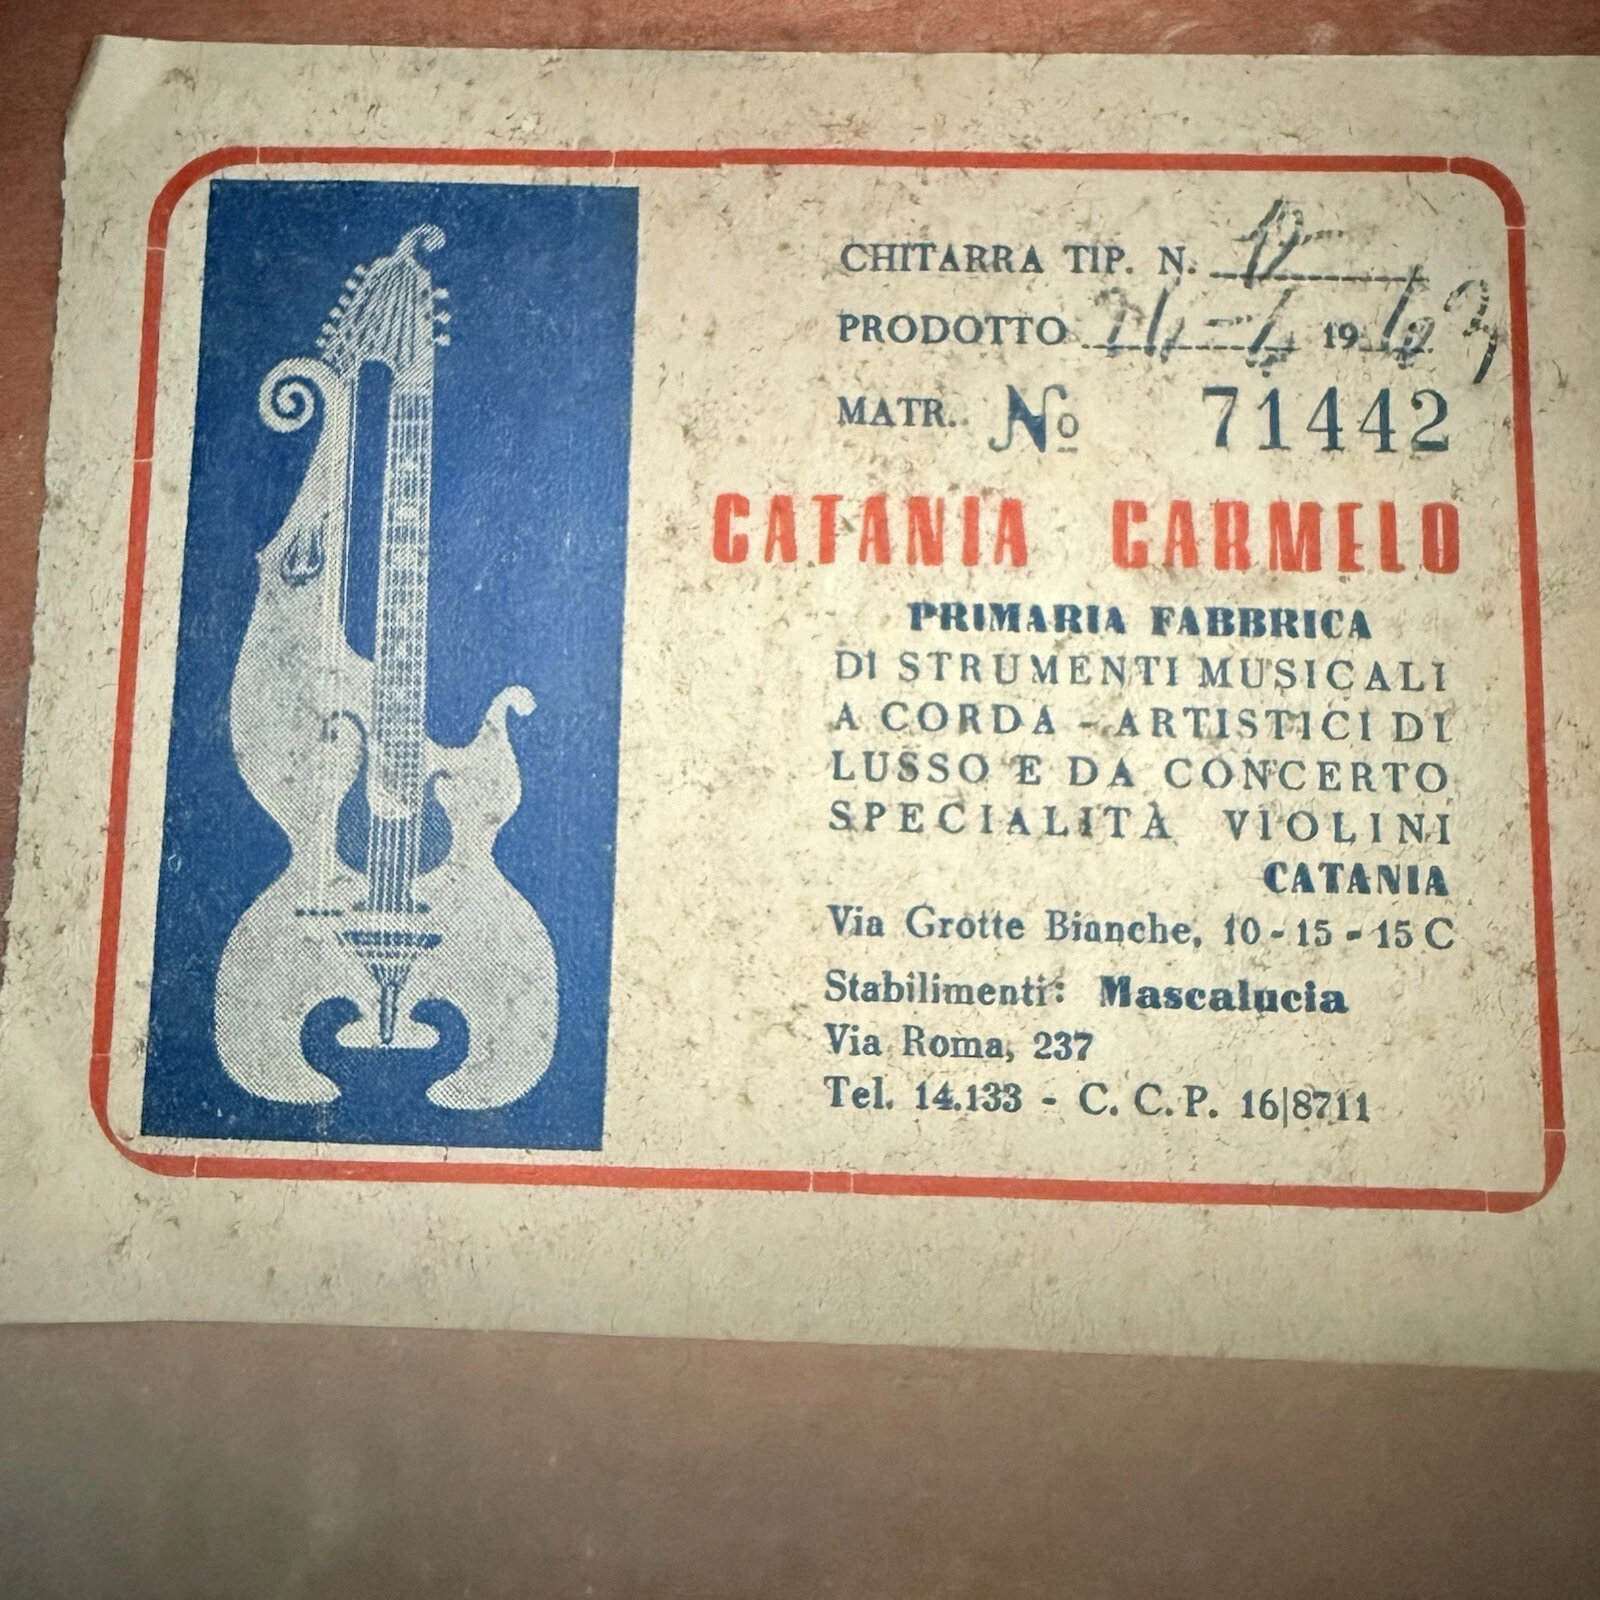 CHITARRA TIP. N.
PRODOTTO 19
MATR. No 71442
CATANIA CARMELO
PRIMARIA FABBRICA
DI STRUMENTI MUSICALI
A CORDA - ARTISTICI DI
LUSSO E DA CONCERTO
SPECIALITÀ VIOLINI
CATANIA
Via Grotte Bianche, 10 - 15 - 15 C
Stabilimenti: Mascalucia
Via Roma, 237
Tel. 14.133 - C. C. P. 16|8711